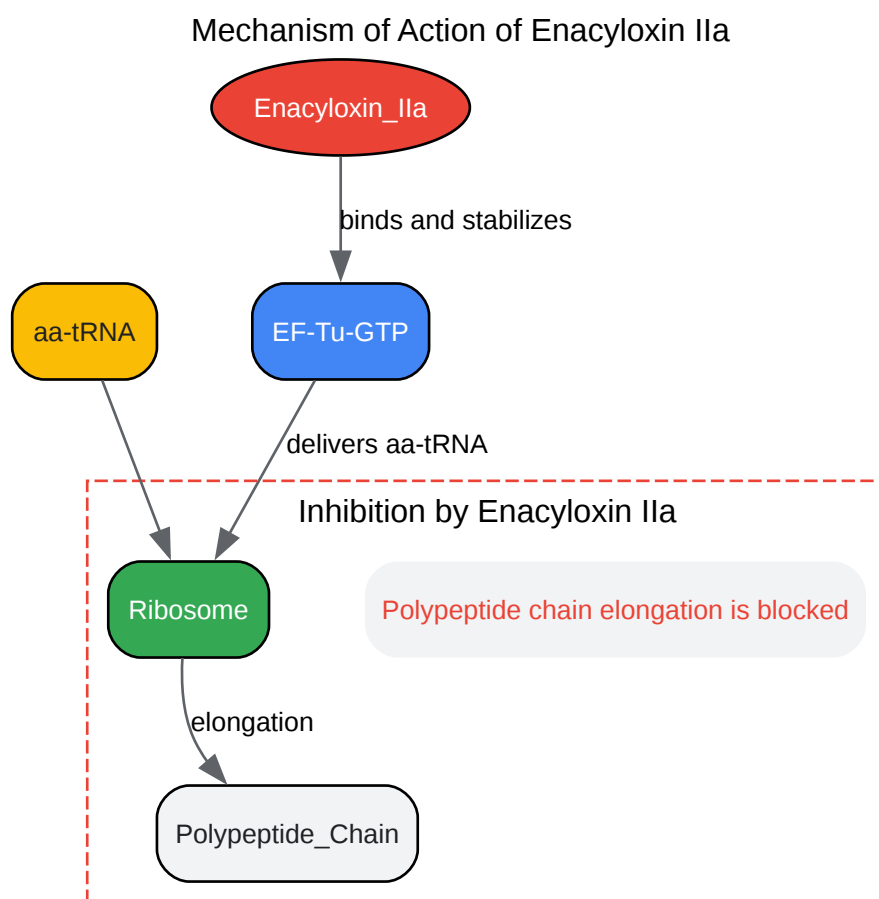 Mechanism of Action of Enacyloxin IIa
Enacyloxin_IIa
binds and stabilizes
aa-tRNA
EF-Tu-GTP
delivers aa-tRNA
Inhibition by Enacyloxin IIa
Ribosome
Polypeptide chain elongation is blocked
elongation
Polypeptide_Chain